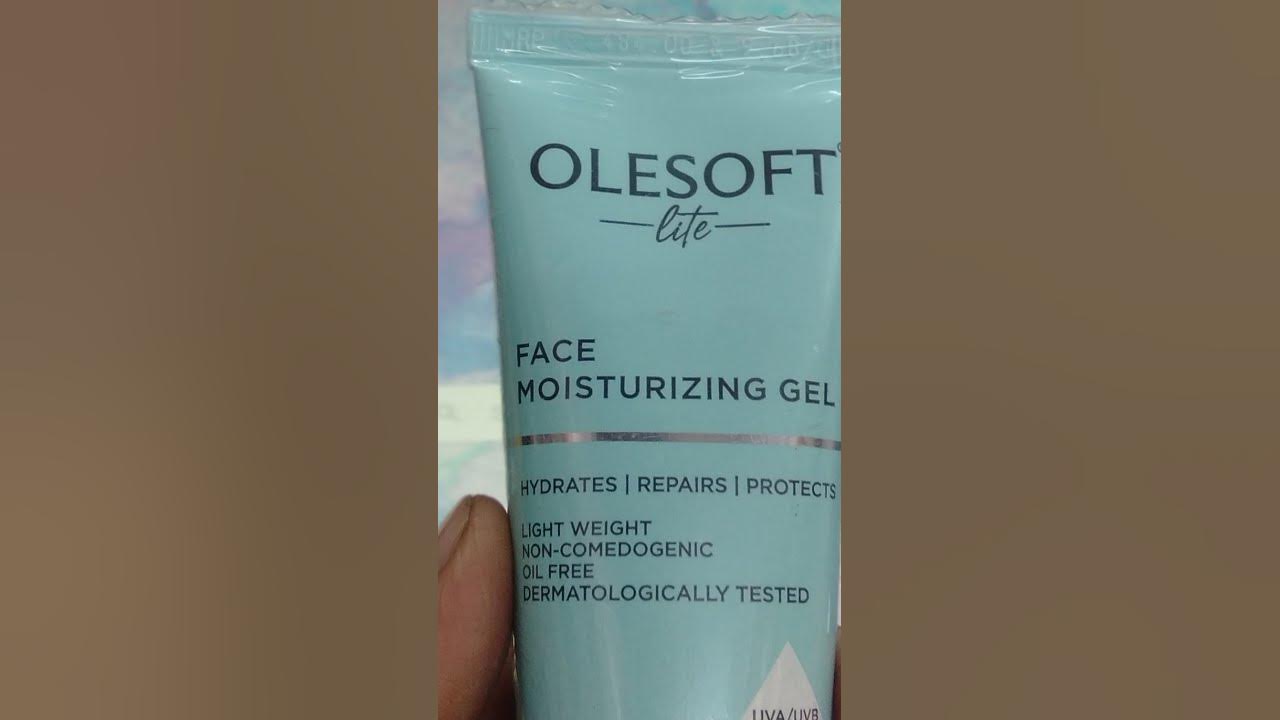 OLESOFT
lite
FACE
MOISTURIZING GEL
HYDRATES | REPAIRS | PROTECTS
LIGHT WEIGHT
NON-COMEDOGENIC
OIL FREE
DERMATOLOGICALLY TESTED
UVA/UVB